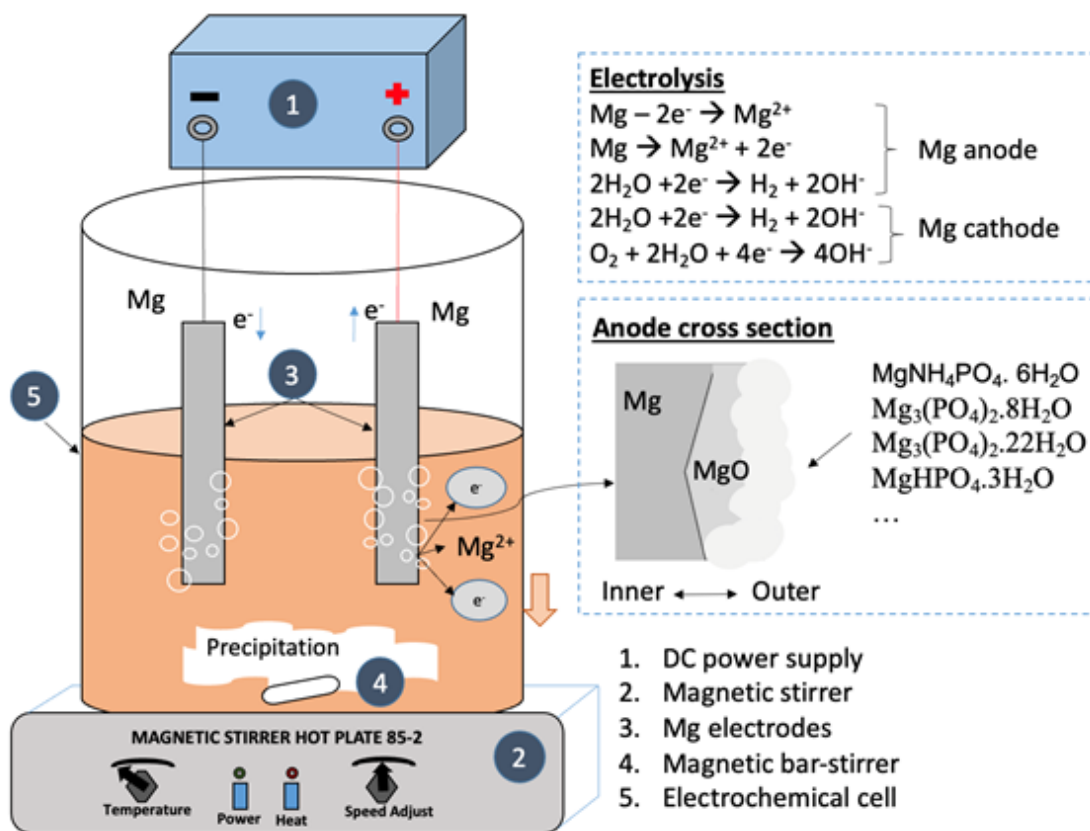 1
Mg
e⁻
e⁻
Mg
3
5
e⁻
Mg²⁺
e⁻
Precipitation
4
MAGNETIC STIRRER HOT PLATE 85-2
2
Temperature
Power
Heat
Speed Adjust
Electrolysis
Mg – 2e⁻ → Mg²⁺
Mg → Mg²⁺ + 2e⁻
2H₂O +2e⁻ → H₂ + 2OH⁻
Mg anode
2H₂O +2e⁻ → H₂ + 2OH⁻
O₂ + 2H₂O + 4e⁻ → 4OH⁻
Mg cathode
Anode cross section
Mg
MgO
MgNH₄PO₄. 6H₂O
Mg₃(PO₄)₂.8H₂O
Mg₃(PO₄)₂.22H₂O
MgHPO₄.3H₂O
…
Inner
Outer
1. DC power supply
2. Magnetic stirrer
3. Mg electrodes
4. Magnetic bar-stirrer
5. Electrochemical cell